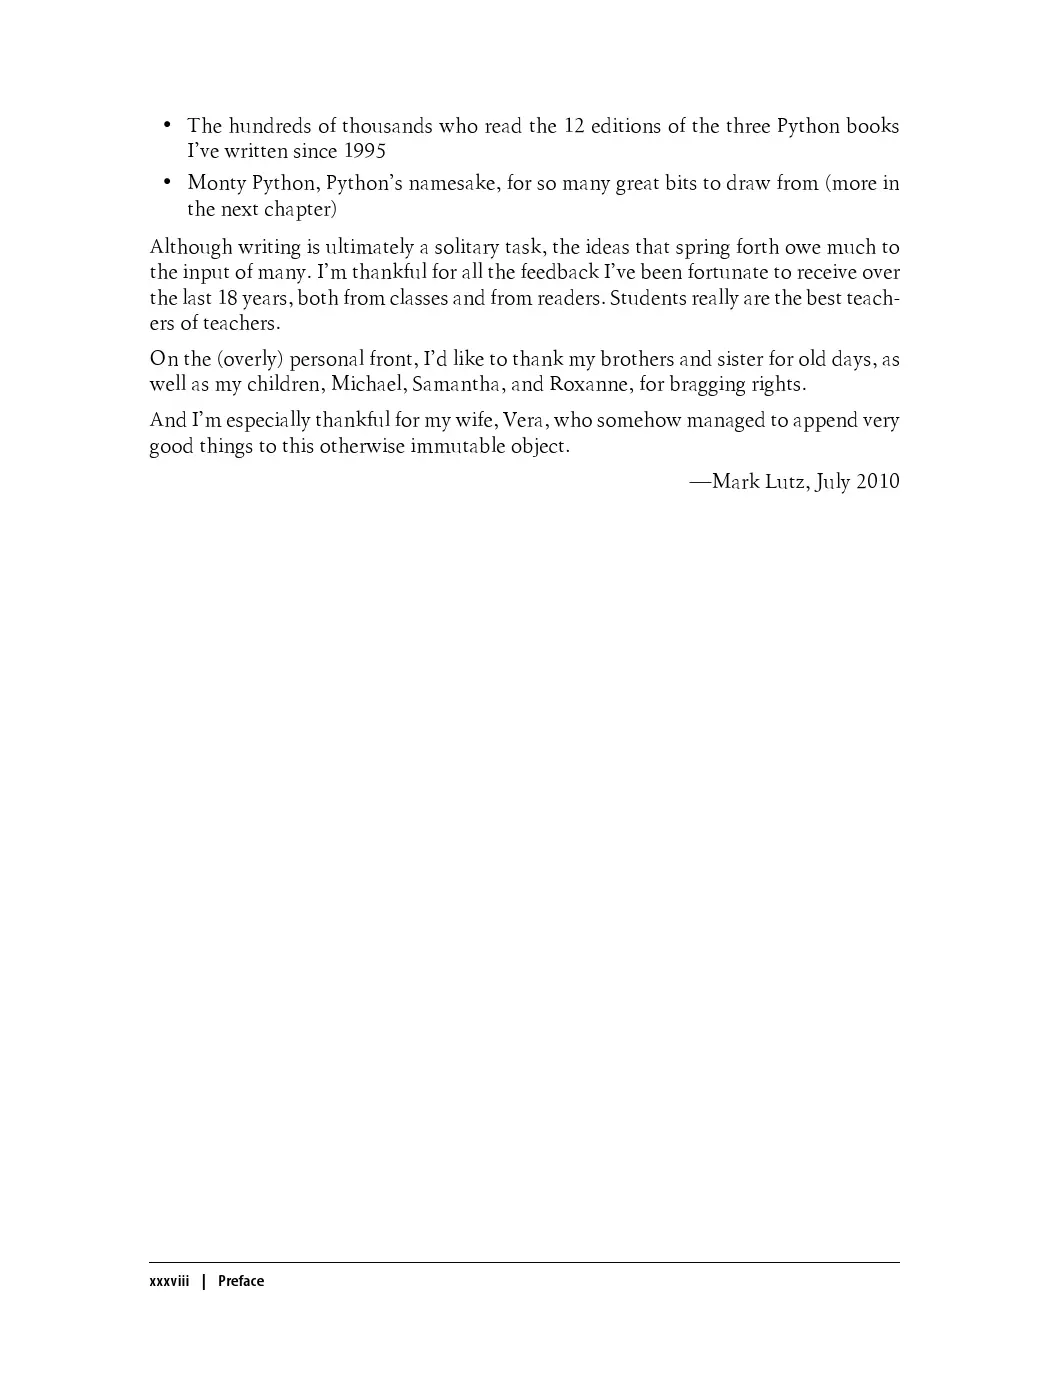 • The hundreds of thousands who read the 12 editions of the three Python books
I’ve written since 1995
• Monty Python, Python’s namesake, for so many great bits to draw from (more in
the next chapter)
Although writing is ultimately a solitary task, the ideas that spring forth owe much to
the input of many. I’m thankful for all the feedback I’ve been fortunate to receive over
the last 18 years, both from classes and from readers. Students really are the best teach-
ers of teachers.
On the (overly) personal front, I’d like to thank my brothers and sister for old days, as
well as my children, Michael, Samantha, and Roxanne, for bragging rights.
And I’m especially thankful for my wife, Vera, who somehow managed to append very
good things to this otherwise immutable object.
—Mark Lutz, July 2010
xxxviii | Preface